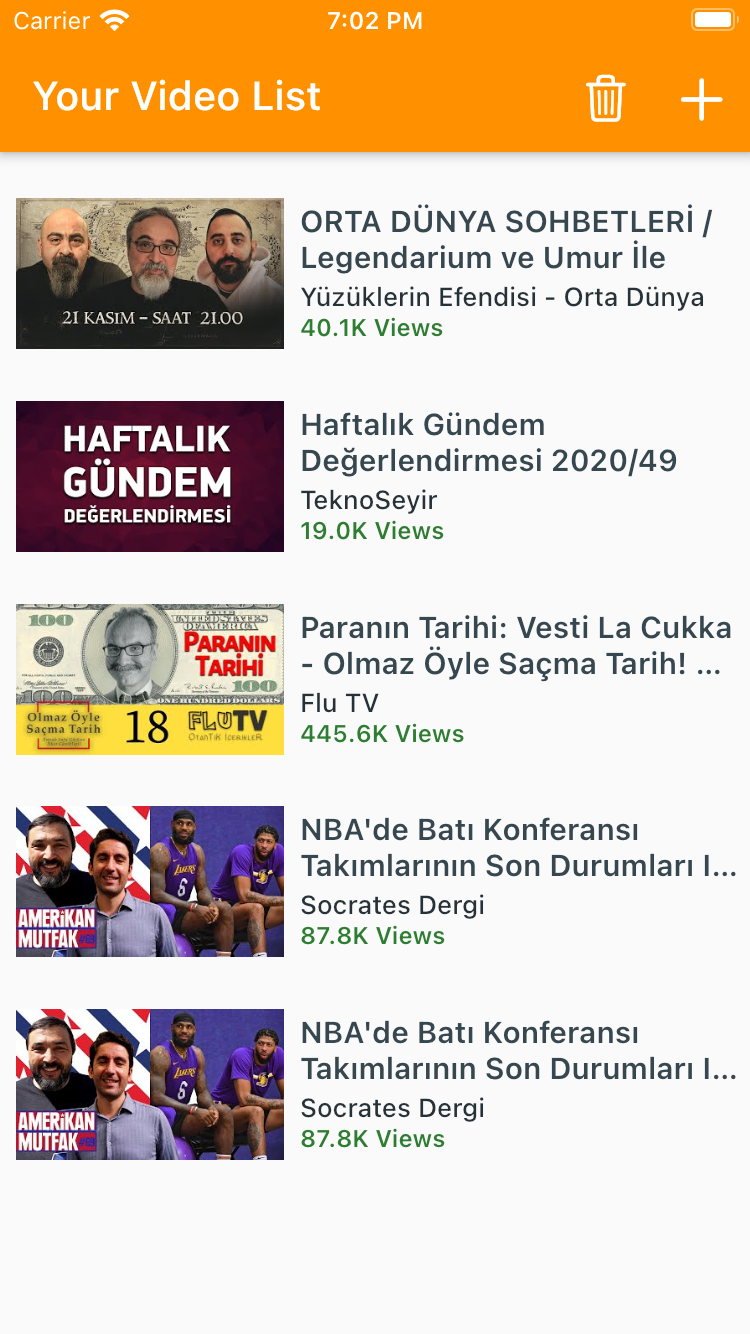 Carrier
7:02 PM
Your Video List
21 KASIM – SAAT 21.00
ORTA DÜNYA SOHBETLERİ /
Legendarium ve Umur İle
Yüzüklerin Efendisi - Orta Dünya
40.1K Views
HAFTALIK
GÜNDEM
DEĞERLENDİRMESİ
Haftalık Gündem
Değerlendirmesi 2020/49
TeknoSeyir
19.0K Views
100
THE
UNITED STATES
OF AMERICA
PARANIN
TARİHİ
100
100
ONE HUNDRED DOLLARS
Olmaz Öyle
Saçma Tarih
18
FLU TV
OTANTİK İÇERİKLER
Paranın Tarihi: Vesti La Cukka
- Olmaz Öyle Saçma Tarih! ...
Flu TV
445.6K Views
LAKERS
6
AMERİKAN
MUTFAK
NBA'de Batı Konferansı
Takımlarının Son Durumları I...
Socrates Dergi
87.8K Views
LAKERS
6
AMERİKAN
MUTFAK
NBA'de Batı Konferansı
Takımlarının Son Durumları I...
Socrates Dergi
87.8K Views